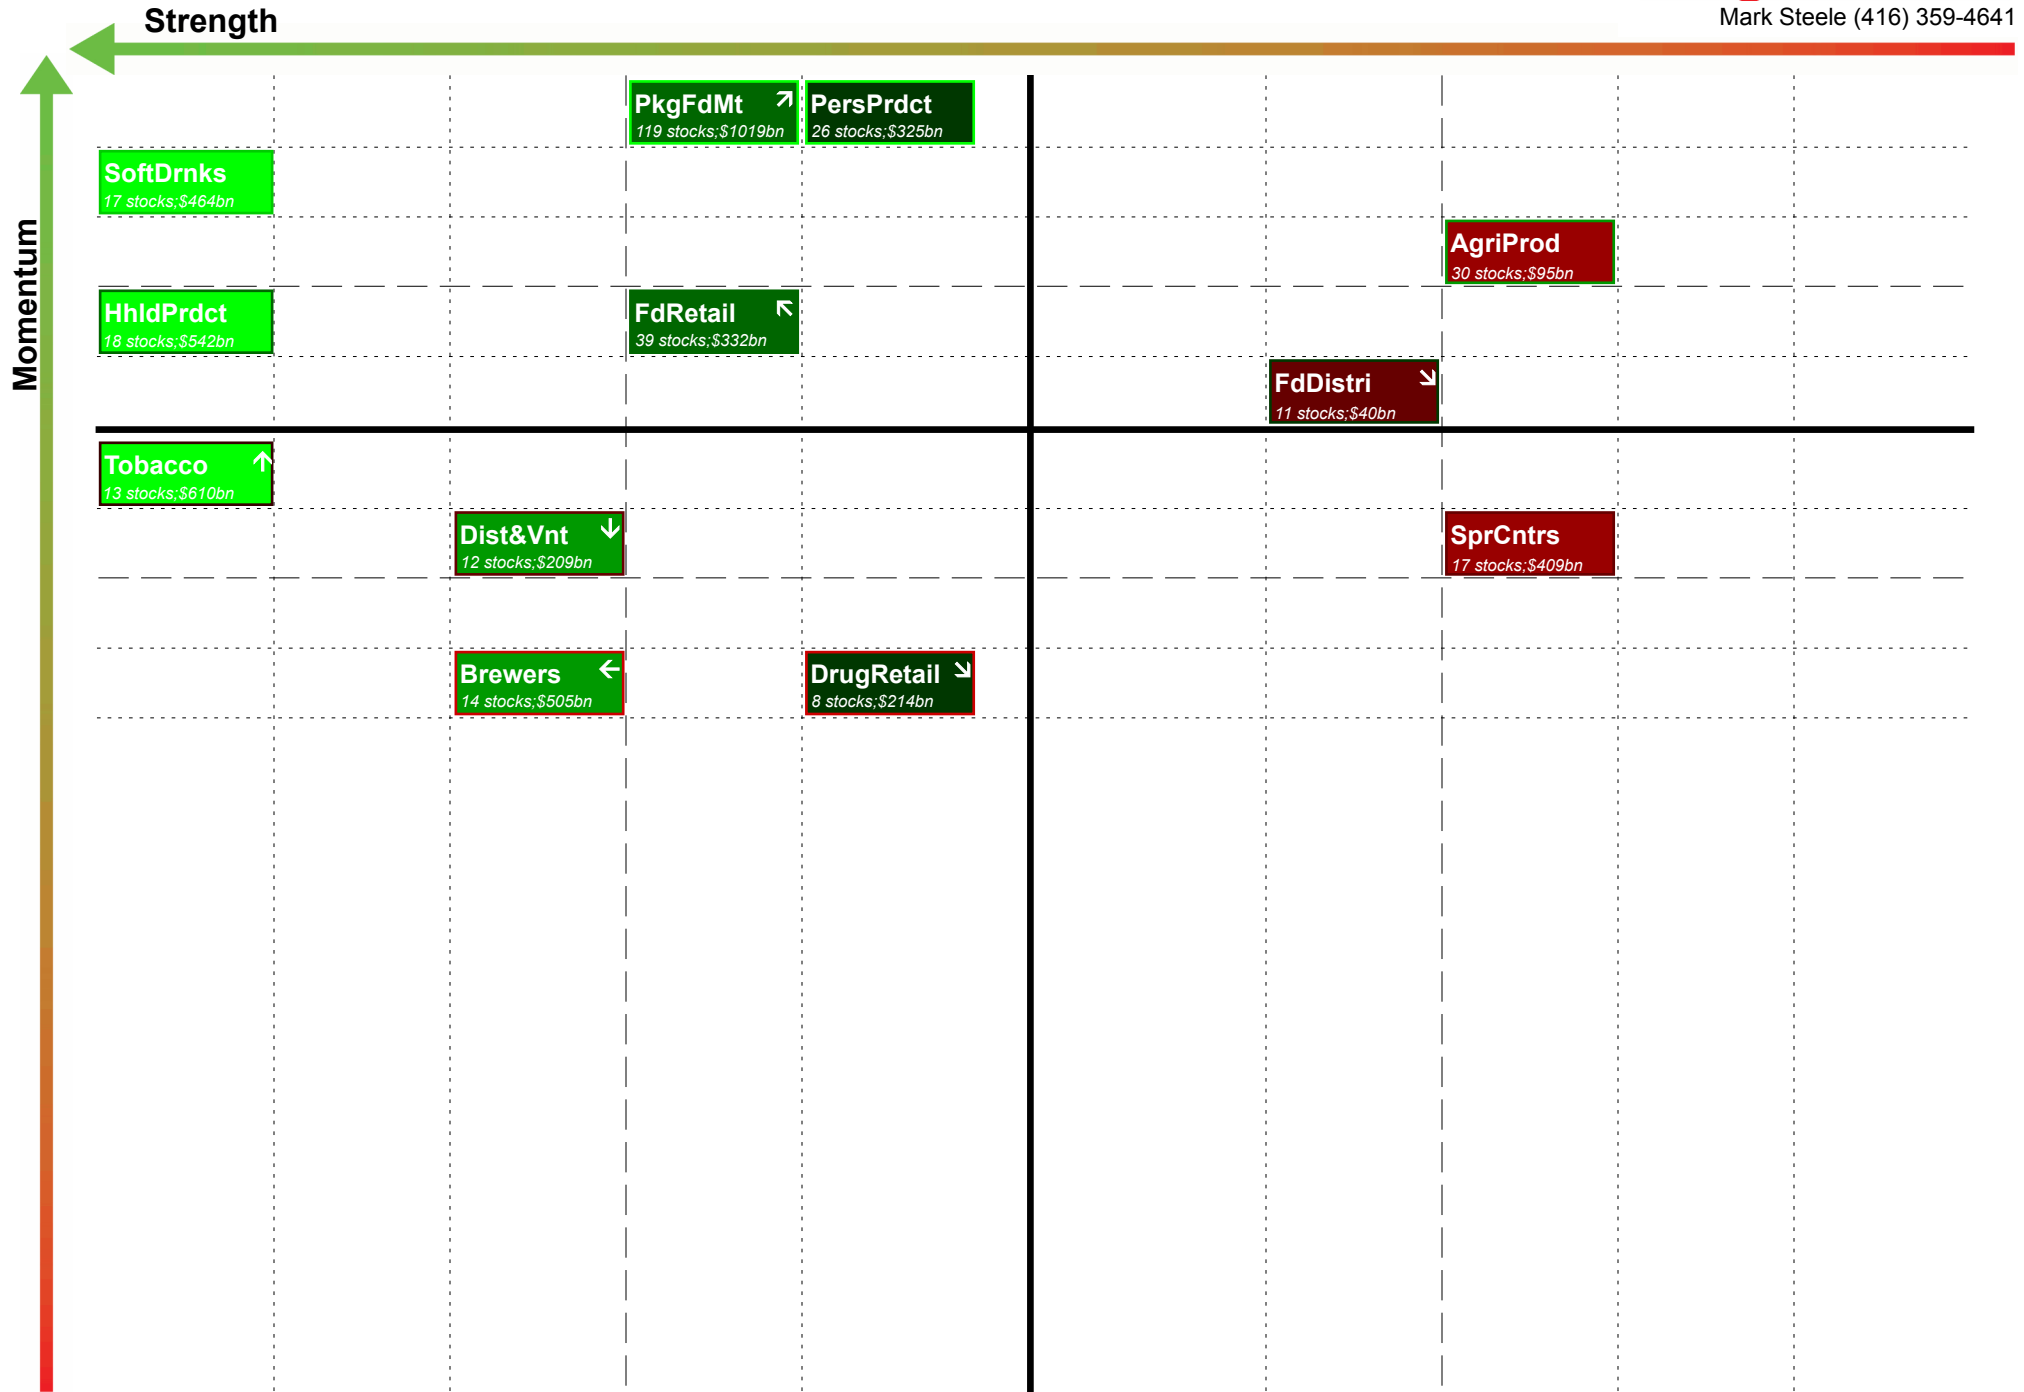 Strength
Mark Steele (416) 359-4641
Momentum
PkgFdMt
119 stocks;$1019bn
PersPrdct
26 stocks;$325bn
SoftDrnks
17 stocks;$464bn
AgriProd
30 stocks;$95bn
HhldPrdct
18 stocks;$542bn
FdRetail
39 stocks;$332bn
FdDistri
11 stocks;$40bn
Tobacco
13 stocks;$610bn
Dist&Vnt
12 stocks;$209bn
SprCntrs
17 stocks;$409bn
Brewers
14 stocks;$505bn
DrugRetail
8 stocks;$214bn